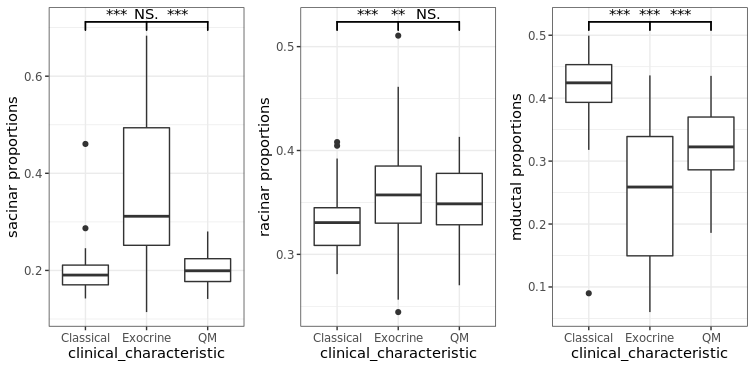 *** NS. ***
sacinar proportions
0.6
0.4
0.2
Classical Exocrine QM
clinical_characteristic
*** ** NS.
racinar proportions
0.5
0.4
0.3
Classical Exocrine QM
clinical_characteristic
*** *** ***
mductal proportions
0.5
0.4
0.3
0.2
0.1
Classical Exocrine QM
clinical_characteristic